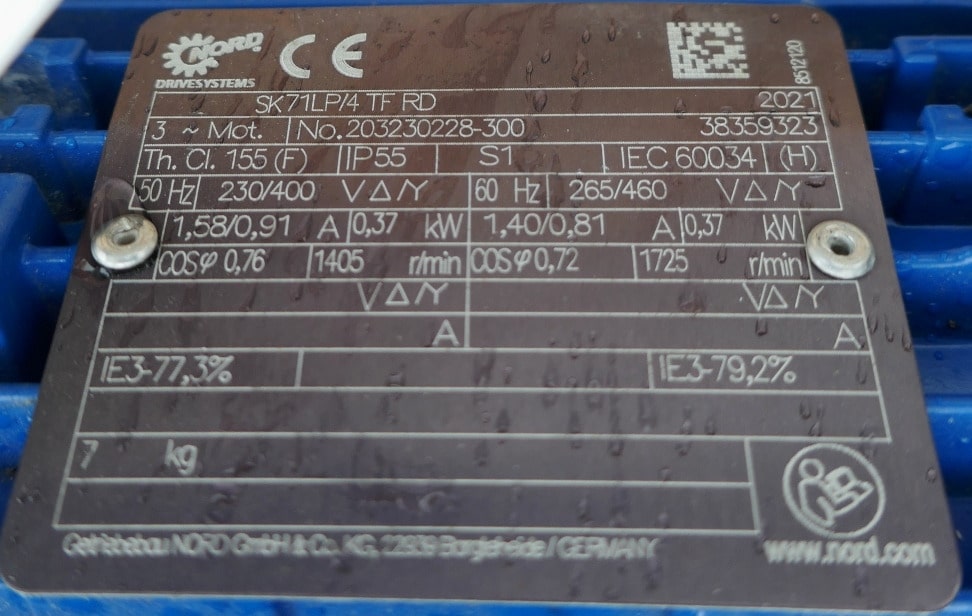 NORD
DRIVESYSTEMS
CE
8512120
SK 71LP/4 TF RD 2021
3 ~ Mot. No. 203230228-300 38359323
Th. Cl. 155 (F) IP55 S1 IEC 60034 (H)
50 Hz 230/400 V Δ/Y 60 Hz 265/460 V Δ/Y
1,58/0,91 A 0,37 kW 1,40/0,81 A 0,37 kW
COSφ 0,76 1405 r/min COSφ 0,72 1725 r/min
V Δ/Y V Δ/Y
A A
IE3-77,3% IE3-79,2%
7 kg
Getriebebau NORD GmbH & Co. KG, 22939 Bargteheide / GERMANY
www.nord.com